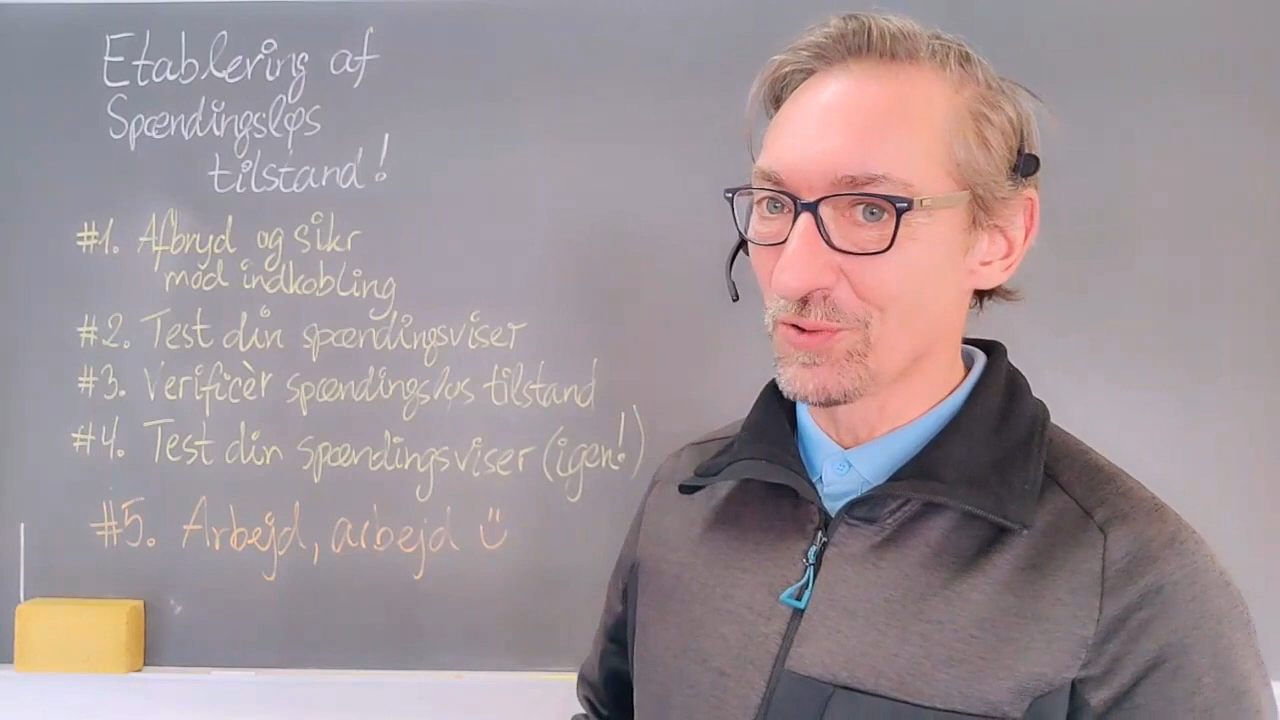 Etablering af
Spændingsløs
tilstand!
#1. Afbryd og sikr
mod indkobling
#2. Test din spændingsviser
#3. Verificèr spændingsløs tilstand
#4. Test din spændingsviser (igen!)
#5. Arbejd, arbejd